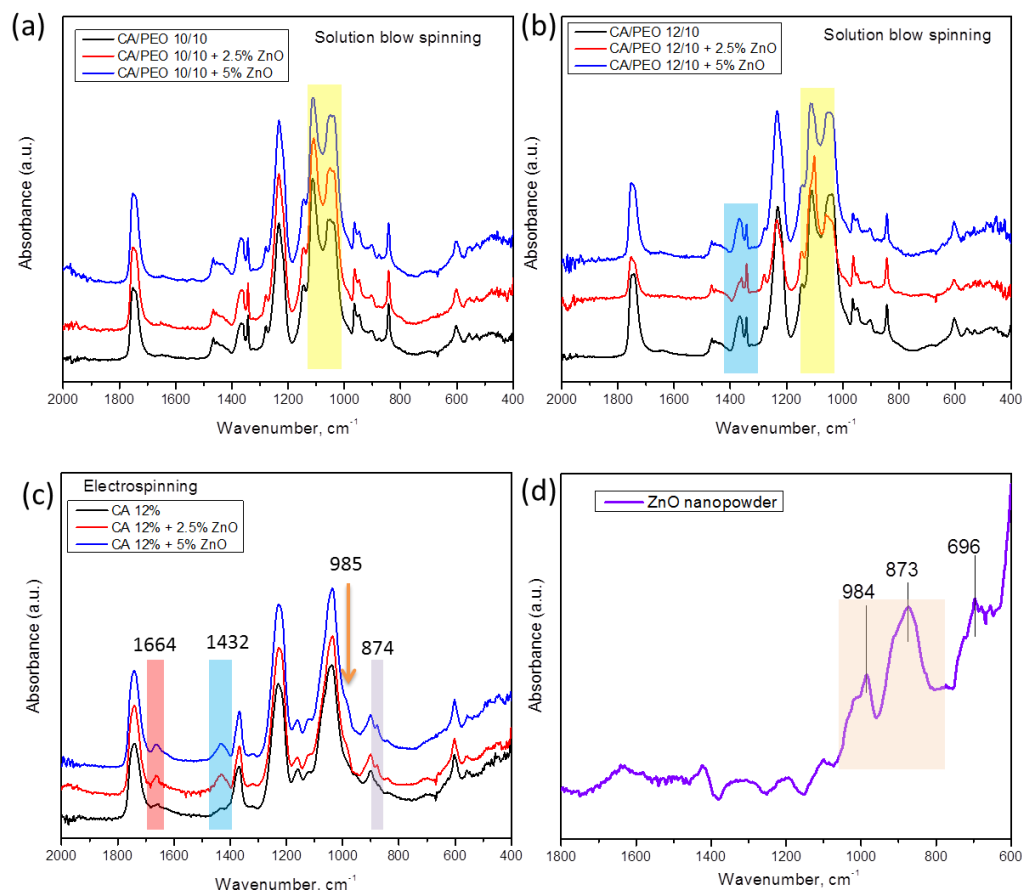 (a)
CA/PEO 10/10
CA/PEO 10/10 + 2.5% ZnO
CA/PEO 10/10 + 5% ZnO
Solution blow spinning
Absorbance (a.u.)
2000 1800 1600 1400 1200 1000 800 600 400
Wavenumber, cm⁻¹
(b)
CA/PEO 12/10
CA/PEO 12/10 + 2.5% ZnO
CA/PEO 12/10 + 5% ZnO
Solution blow spinning
Absorbance (a.u.)
2000 1800 1600 1400 1200 1000 800 600 400
Wavenumber, cm⁻¹
(c)
Electrospinning
CA 12%
CA 12% + 2.5% ZnO
CA 12% + 5% ZnO
985
1664
1432
874
Absorbance (a.u.)
2000 1800 1600 1400 1200 1000 800 600 400
Wavenumber, cm⁻¹
(d)
ZnO nanopowder
984
873
696
Absorbance (a.u.)
1800 1600 1400 1200 1000 800 600
Wavenumber, cm⁻¹